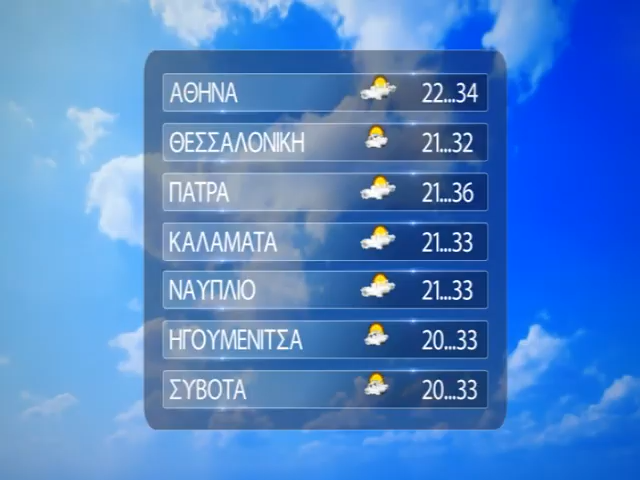 ΑΘΗΝΑ 22...34
ΘΕΣΣΑΛΟΝΙΚΗ 21...32
ΠΑΤΡΑ 21...36
ΚΑΛΑΜΑΤΑ 21...33
ΝΑΥΠΛΙΟ 21...33
ΗΓΟΥΜΕΝΙΤΣΑ 20...33
ΣΥΒΟΤΑ 20...33